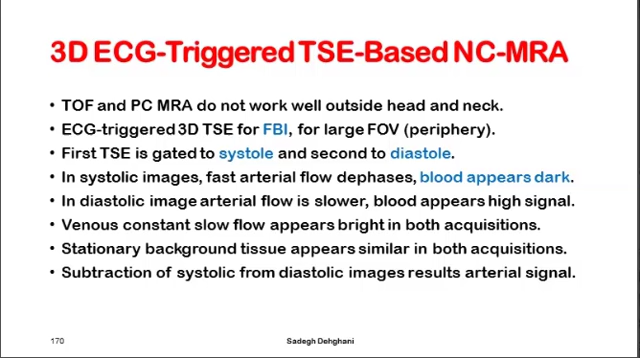 3D ECG-Triggered TSE-Based NC-MRA
• TOF and PC MRA do not work well outside head and neck.
• ECG-triggered 3D TSE for FBI, for large FOV (periphery).
• First TSE is gated to systole and second to diastole.
• In systolic images, fast arterial flow dephases, blood appears dark.
• In diastolic image arterial flow is slower, blood appears high signal.
• Venous constant slow flow appears bright in both acquisitions.
• Stationary background tissue appears similar in both acquisitions.
• Subtraction of systolic from diastolic images results arterial signal.
170
Sadegh Dehghani